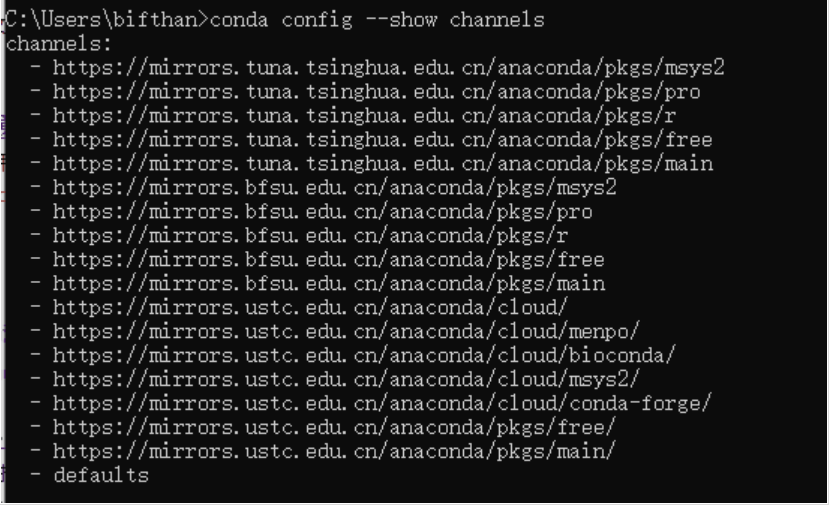 C:\Users\bifthan>conda config --show channels
channels:
  - https://mirrors.tuna.tsinghua.edu.cn/anaconda/pkgs/msys2
  - https://mirrors.tuna.tsinghua.edu.cn/anaconda/pkgs/pro
  - https://mirrors.tuna.tsinghua.edu.cn/anaconda/pkgs/r
  - https://mirrors.tuna.tsinghua.edu.cn/anaconda/pkgs/free
  - https://mirrors.tuna.tsinghua.edu.cn/anaconda/pkgs/main
  - https://mirrors.bfsu.edu.cn/anaconda/pkgs/msys2
  - https://mirrors.bfsu.edu.cn/anaconda/pkgs/pro
  - https://mirrors.bfsu.edu.cn/anaconda/pkgs/r
  - https://mirrors.bfsu.edu.cn/anaconda/pkgs/free
  - https://mirrors.bfsu.edu.cn/anaconda/pkgs/main
  - https://mirrors.ustc.edu.cn/anaconda/cloud/
  - https://mirrors.ustc.edu.cn/anaconda/cloud/menpo/
  - https://mirrors.ustc.edu.cn/anaconda/cloud/bioconda/
  - https://mirrors.ustc.edu.cn/anaconda/cloud/msys2/
  - https://mirrors.ustc.edu.cn/anaconda/cloud/conda-forge/
  - https://mirrors.ustc.edu.cn/anaconda/pkgs/free/
  - https://mirrors.ustc.edu.cn/anaconda/pkgs/main/
  - defaults